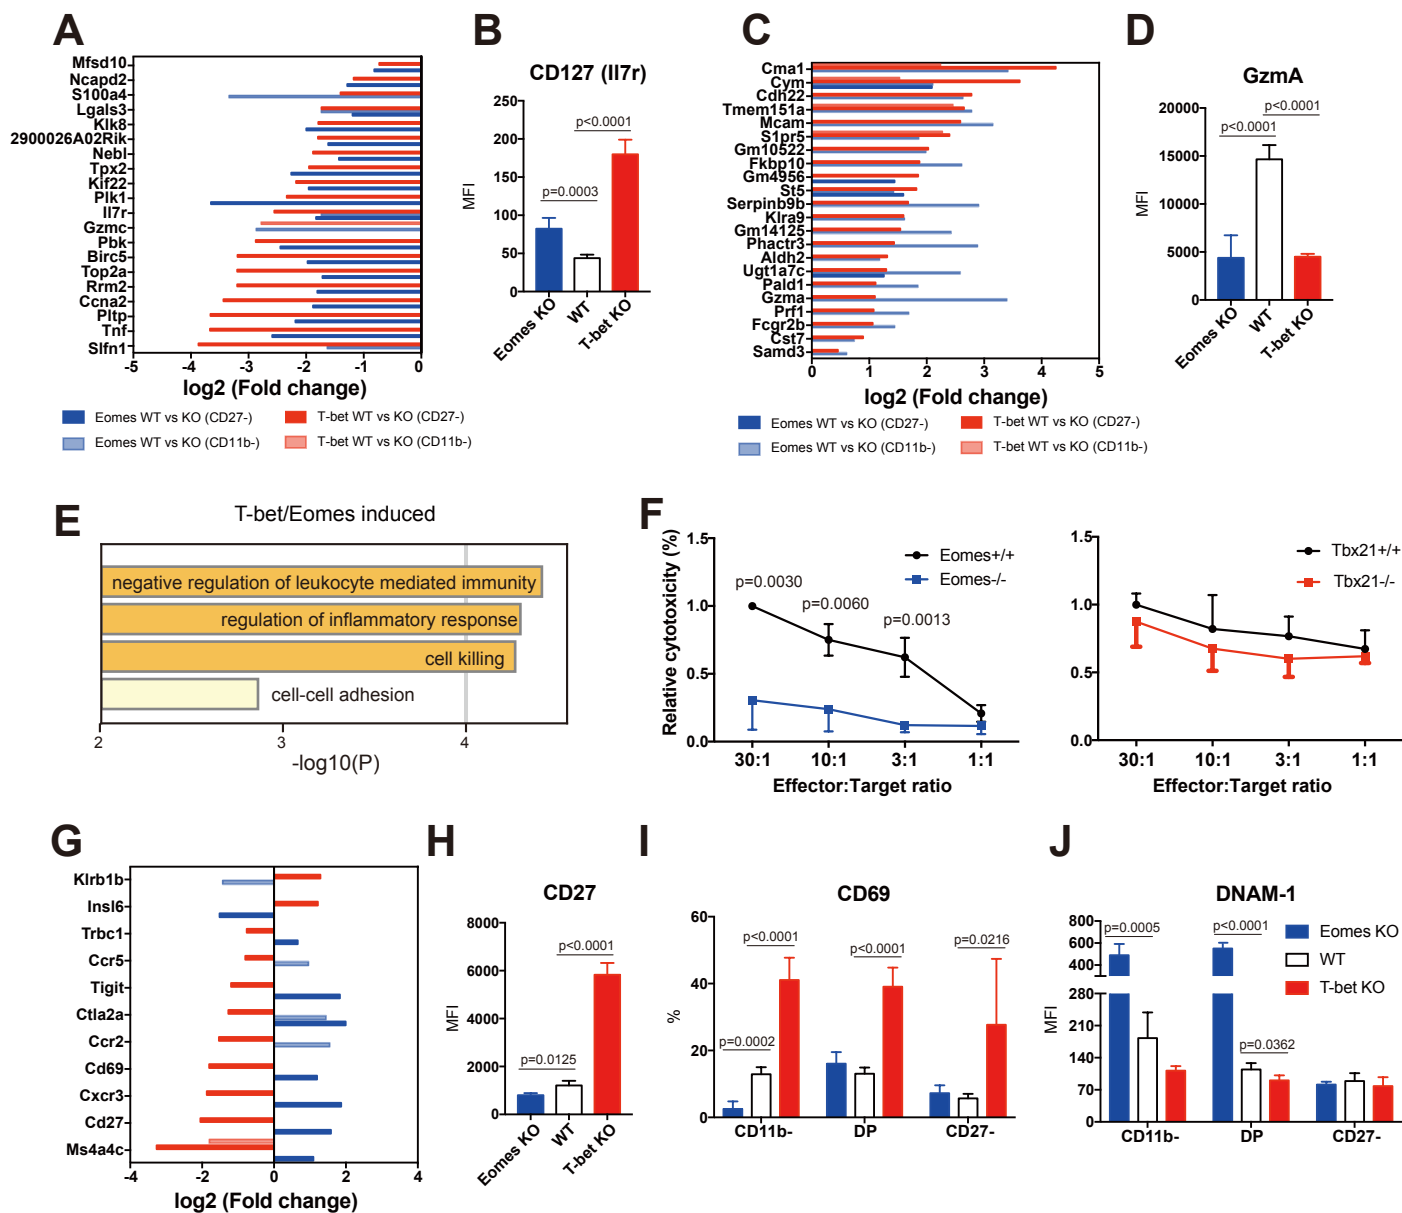 A
Mfsd10
Ncapd2
S100a4
Lgals3
Klk8
2900026A02Rik
Nebl
Tpx2
Kif22
Plk1
Il7r
Gzmc
Pbk
Birc5
Top2a
Rrm2
Ccna2
Pltp
Tnf
Slfn1
-5 -4 -3 -2 -1 0
log2 (Fold change)
Eomes WT vs KO (CD27-)
T-bet WT vs KO (CD27-)
Eomes WT vs KO (CD11b-)
T-bet WT vs KO (CD11b-)
B
CD127 (Il7r)
MFI
250
200
150
100
50
0
p<0.0001
p=0.0003
Eomes KO
WT
T-bet KO
C
Cma1
Cym
Cdh22
Tmem151a
Mcam
S1pr5
Gm10522
Fkbp10
Gm4956
St5
Serpinb9b
Klra9
Gm14125
Phactr3
Aldh2
Ugt1a7c
Pald1
Gzma
Prf1
Fcgr2b
Cst7
Samd3
0 1 2 3 4 5
log2 (Fold change)
Eomes WT vs KO (CD27-)
T-bet WT vs KO (CD27-)
Eomes WT vs KO (CD11b-)
T-bet WT vs KO (CD11b-)
D
GzmA
MFI
20000
15000
10000
5000
0
p<0.0001
p<0.0001
Eomes KO
WT
T-bet KO
E
T-bet/Eomes induced
negative regulation of leukocyte mediated immunity
regulation of inflammatory response
cell killing
cell-cell adhesion
2 3 4
-log10(P)
F
Relative cytotoxicity (%)
1.5
1.0
0.5
0.0
p=0.0030
p=0.0060
p=0.0013
Eomes+/+
Eomes-/-
30:1 10:1 3:1 1:1
Effector:Target ratio
1.5
1.0
0.5
0.0
Tbx21+/+
Tbx21-/-
30:1 10:1 3:1 1:1
Effector:Target ratio
G
Klrb1b
Insl6
Trbc1
Ccr5
Tigit
Ctla2a
Ccr2
Cd69
Cxcr3
Cd27
Ms4a4c
-4 -2 0 2 4
log2 (Fold change)
H
CD27
MFI
8000
6000
4000
2000
0
p<0.0001
p=0.0125
Eomes KO
WT
T-bet KO
I
CD69
%
60
40
20
0
p<0.0001
p=0.0002
p<0.0001
p=0.0216
CD11b- DP CD27-
J
DNAM-1
MFI
800
600
400
280
210
140
70
0
p=0.0005
p<0.0001
p=0.0362
Eomes KO
WT
T-bet KO
CD11b- DP CD27-